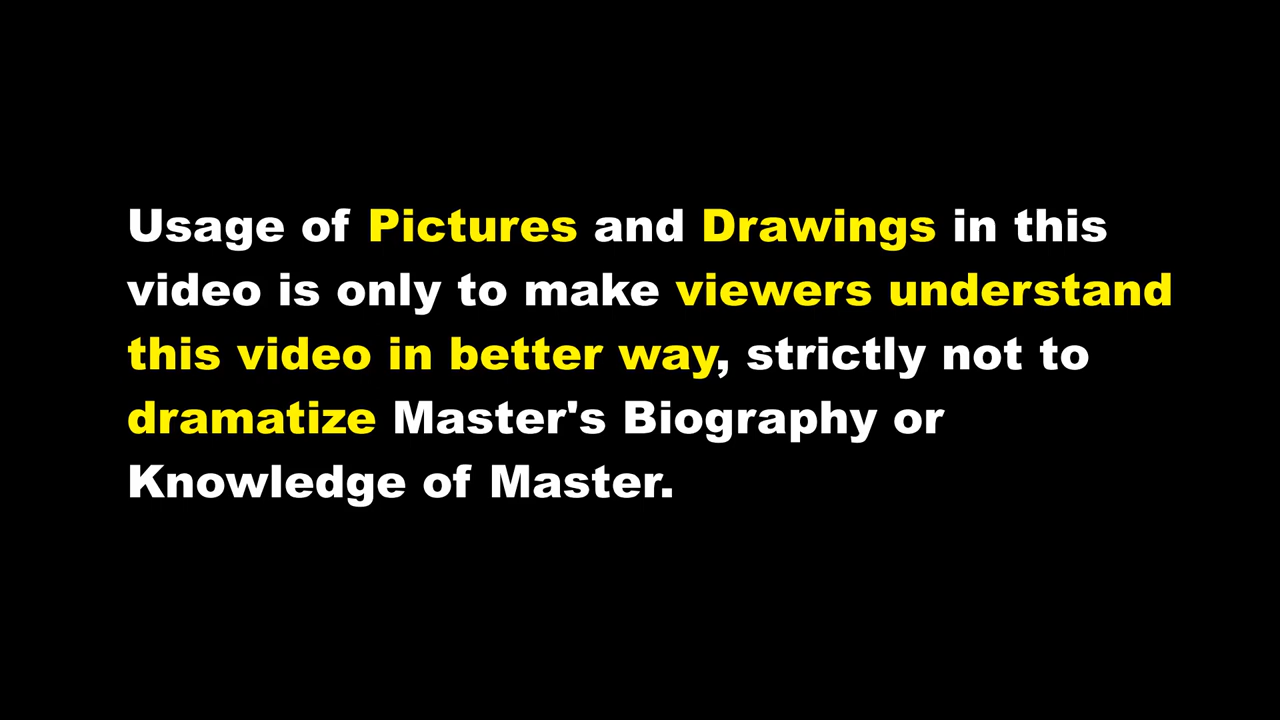 Usage of Pictures and Drawings in this
video is only to make viewers understand
this video in better way, strictly not to
dramatize Master's Biography or
Knowledge of Master.